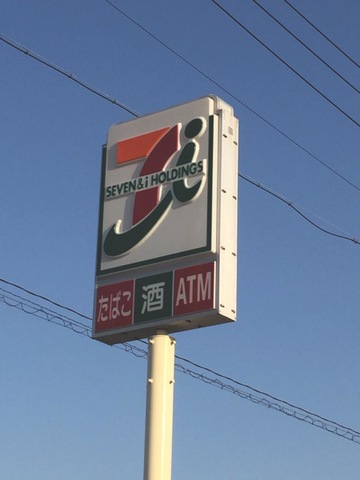 SEVEN & i HOLDINGS
たばこ 酒 ATM